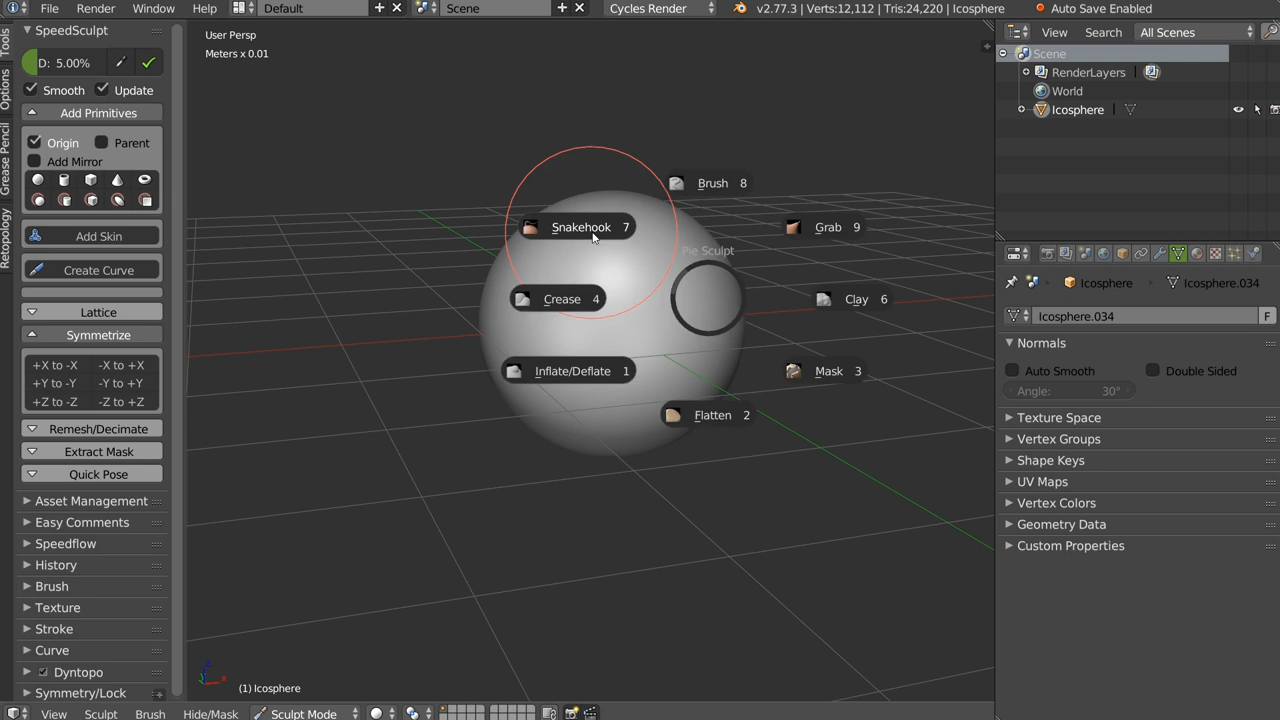 File Render Window Help Default Scene Cycles Render v2.77.3 | Verts:12,112 | Tris:24,220 | Icosphere Auto Save Enabled
Tools
Options
Grease Pencil
Retopology
SpeedSculpt
D: 5.00%
Smooth Update
Add Primitives
Origin Parent
Add Mirror
Add Skin
Create Curve
Lattice
Symmetrize
+X to -X -X to +X
+Y to -Y -Y to +Y
+Z to -Z -Z to +Z
Remesh/Decimate
Extract Mask
Quick Pose
Asset Management
Easy Comments
Speedflow
History
Brush
Texture
Stroke
Curve
Dyntopo
Symmetry/Lock
User Persp
Meters x 0.01
Brush 8
Snakehook 7
Grab 9
Pie Sculpt
Crease 4
Clay 6
Inflate/Deflate 1
Mask 3
Flatten 2
(1) Icosphere
View Sculpt Brush Hide/Mask Sculpt Mode
View Search All Scenes
Scene
RenderLayers
World
Icosphere
Icosphere Icosphere.034
Icosphere.034 F
Normals
Auto Smooth Double Sided
Angle: 30°
Texture Space
Vertex Groups
Shape Keys
UV Maps
Vertex Colors
Geometry Data
Custom Properties